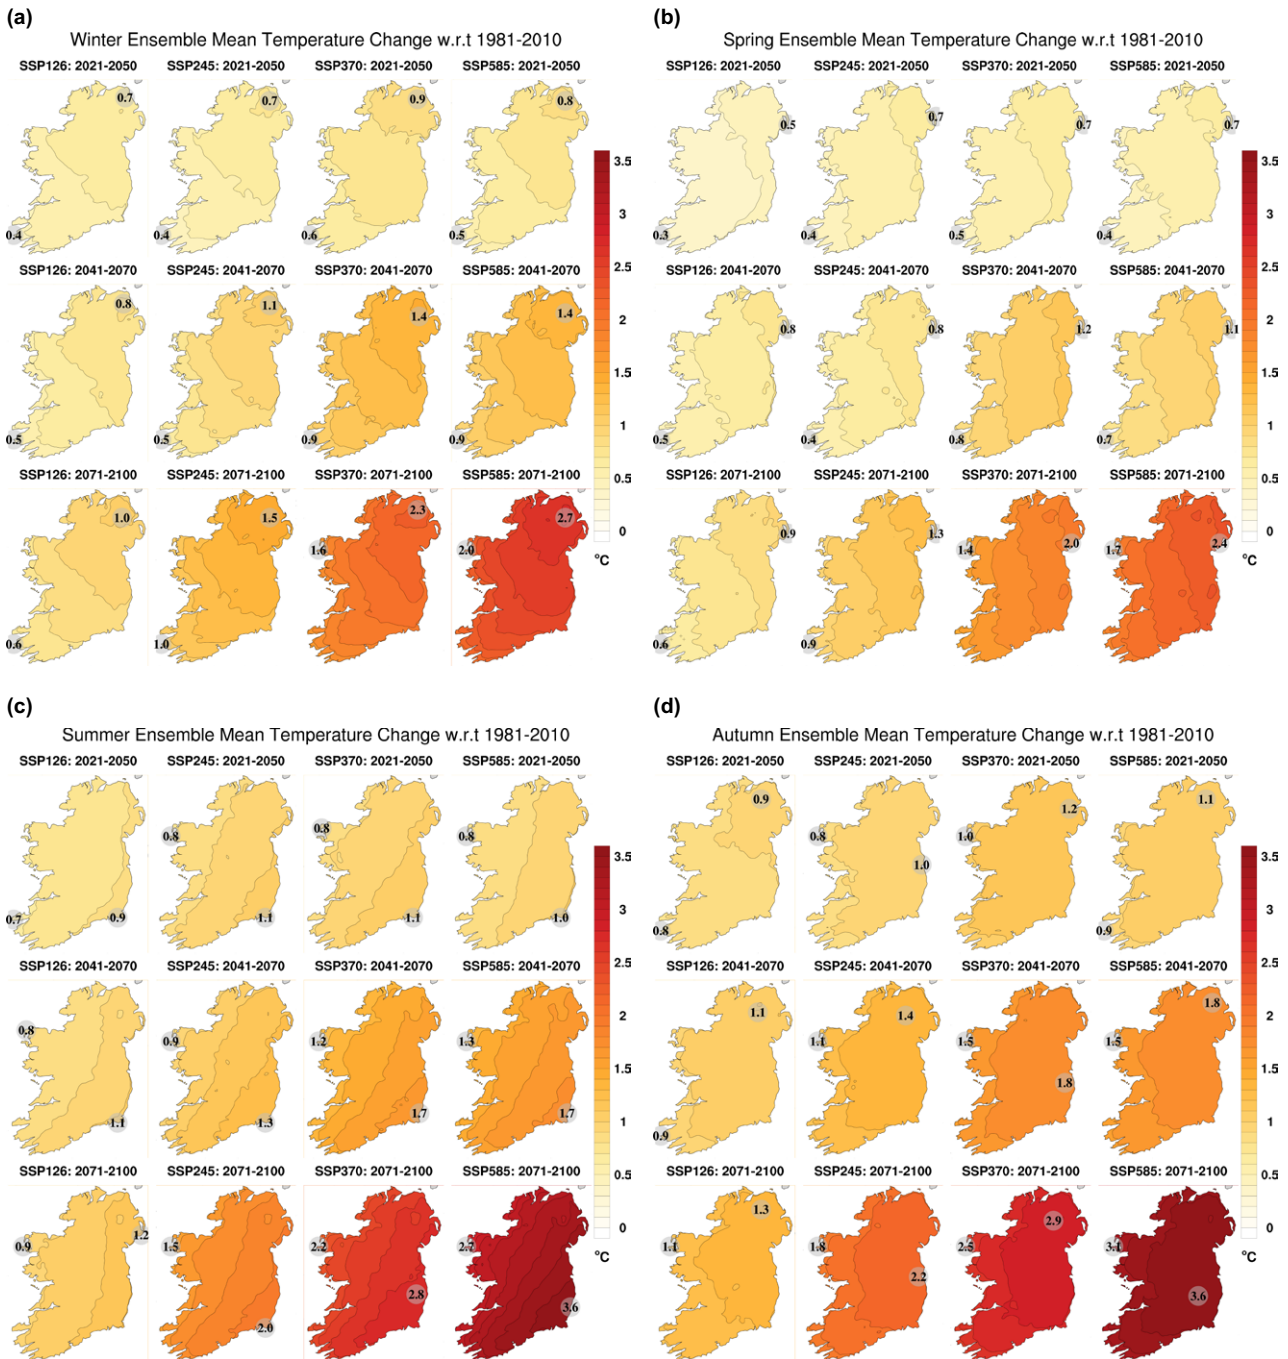 (a)
Winter Ensemble Mean Temperature Change w.r.t 1981-2010
SSP126: 2021-2050 SSP245: 2021-2050 SSP370: 2021-2050 SSP585: 2021-2050
0.7 0.7 0.9 0.8
0.4 0.4 0.6 0.5
SSP126: 2041-2070 SSP245: 2041-2070 SSP370: 2041-2070 SSP585: 2041-2070
0.8 1.1 1.4 1.4
0.5 0.5 0.9 0.9
SSP126: 2071-2100 SSP245: 2071-2100 SSP370: 2071-2100 SSP585: 2071-2100
1.0 1.5 2.3 2.7
1.6 2.0
0.6 1.0
3.5
3
2.5
2
1.5
1
0.5
0
°C
(b)
Spring Ensemble Mean Temperature Change w.r.t 1981-2010
SSP126: 2021-2050 SSP245: 2021-2050 SSP370: 2021-2050 SSP585: 2021-2050
0.5 0.7 0.7 0.7
0.3 0.4 0.5 0.4
SSP126: 2041-2070 SSP245: 2041-2070 SSP370: 2041-2070 SSP585: 2041-2070
0.8 0.8 1.2 1.1
0.5 0.4 0.8 0.7
SSP126: 2071-2100 SSP245: 2071-2100 SSP370: 2071-2100 SSP585: 2071-2100
0.9 1.3 1.4 2.0 1.7 2.4
0.6 0.9
3.5
3
2.5
2
1.5
1
0.5
0
°C
(c)
Summer Ensemble Mean Temperature Change w.r.t 1981-2010
SSP126: 2021-2050 SSP245: 2021-2050 SSP370: 2021-2050 SSP585: 2021-2050
0.8 0.8 0.8
0.7 0.9 1.1 1.1 1.0
SSP126: 2041-2070 SSP245: 2041-2070 SSP370: 2041-2070 SSP585: 2041-2070
0.8 0.9 1.2 1.3
1.1 1.3 1.7 1.7
SSP126: 2071-2100 SSP245: 2071-2100 SSP370: 2071-2100 SSP585: 2071-2100
0.9 1.2 1.5 2.2 2.7
2.0 2.8 3.6
3.5
3
2.5
2
1.5
1
0.5
0
°C
(d)
Autumn Ensemble Mean Temperature Change w.r.t 1981-2010
SSP126: 2021-2050 SSP245: 2021-2050 SSP370: 2021-2050 SSP585: 2021-2050
0.9 0.8 1.0 1.2 1.1
0.8 1.0 0.9
SSP126: 2041-2070 SSP245: 2041-2070 SSP370: 2041-2070 SSP585: 2041-2070
1.1 1.1 1.4 1.5 1.5 1.8
0.9 1.8
SSP126: 2071-2100 SSP245: 2071-2100 SSP370: 2071-2100 SSP585: 2071-2100
1.1 1.3 1.8 2.5 2.9 3.1
2.2 3.6
3.5
3
2.5
2
1.5
1
0.5
0
°C